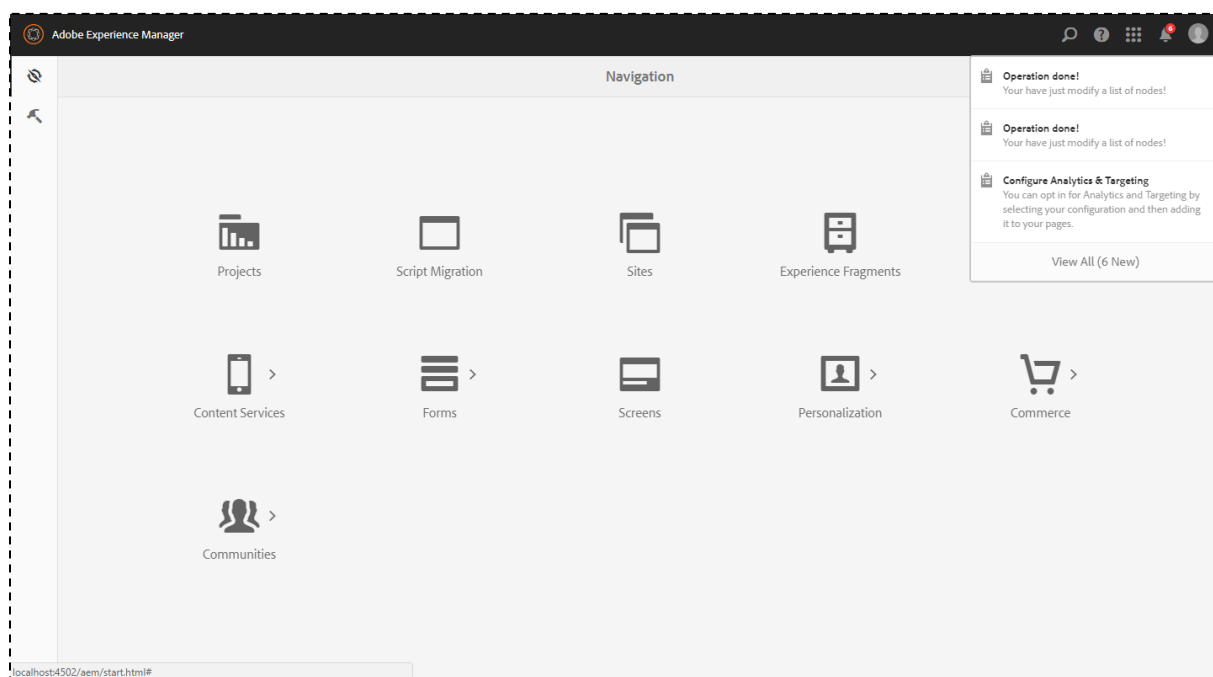 Adobe Experience Manager
6
Navigation
Operation done!
Your have just modify a list of nodes!
Operation done!
Your have just modify a list of nodes!
Configure Analytics & Targeting
You can opt in for Analytics and Targeting by
selecting your configuration and then adding
it to your pages.
View All (6 New)
Projects
Script Migration
Sites
Experience Fragments
Content Services
Forms
Screens
Personalization
Commerce
Communities
localhost:4502/aem/start.html#